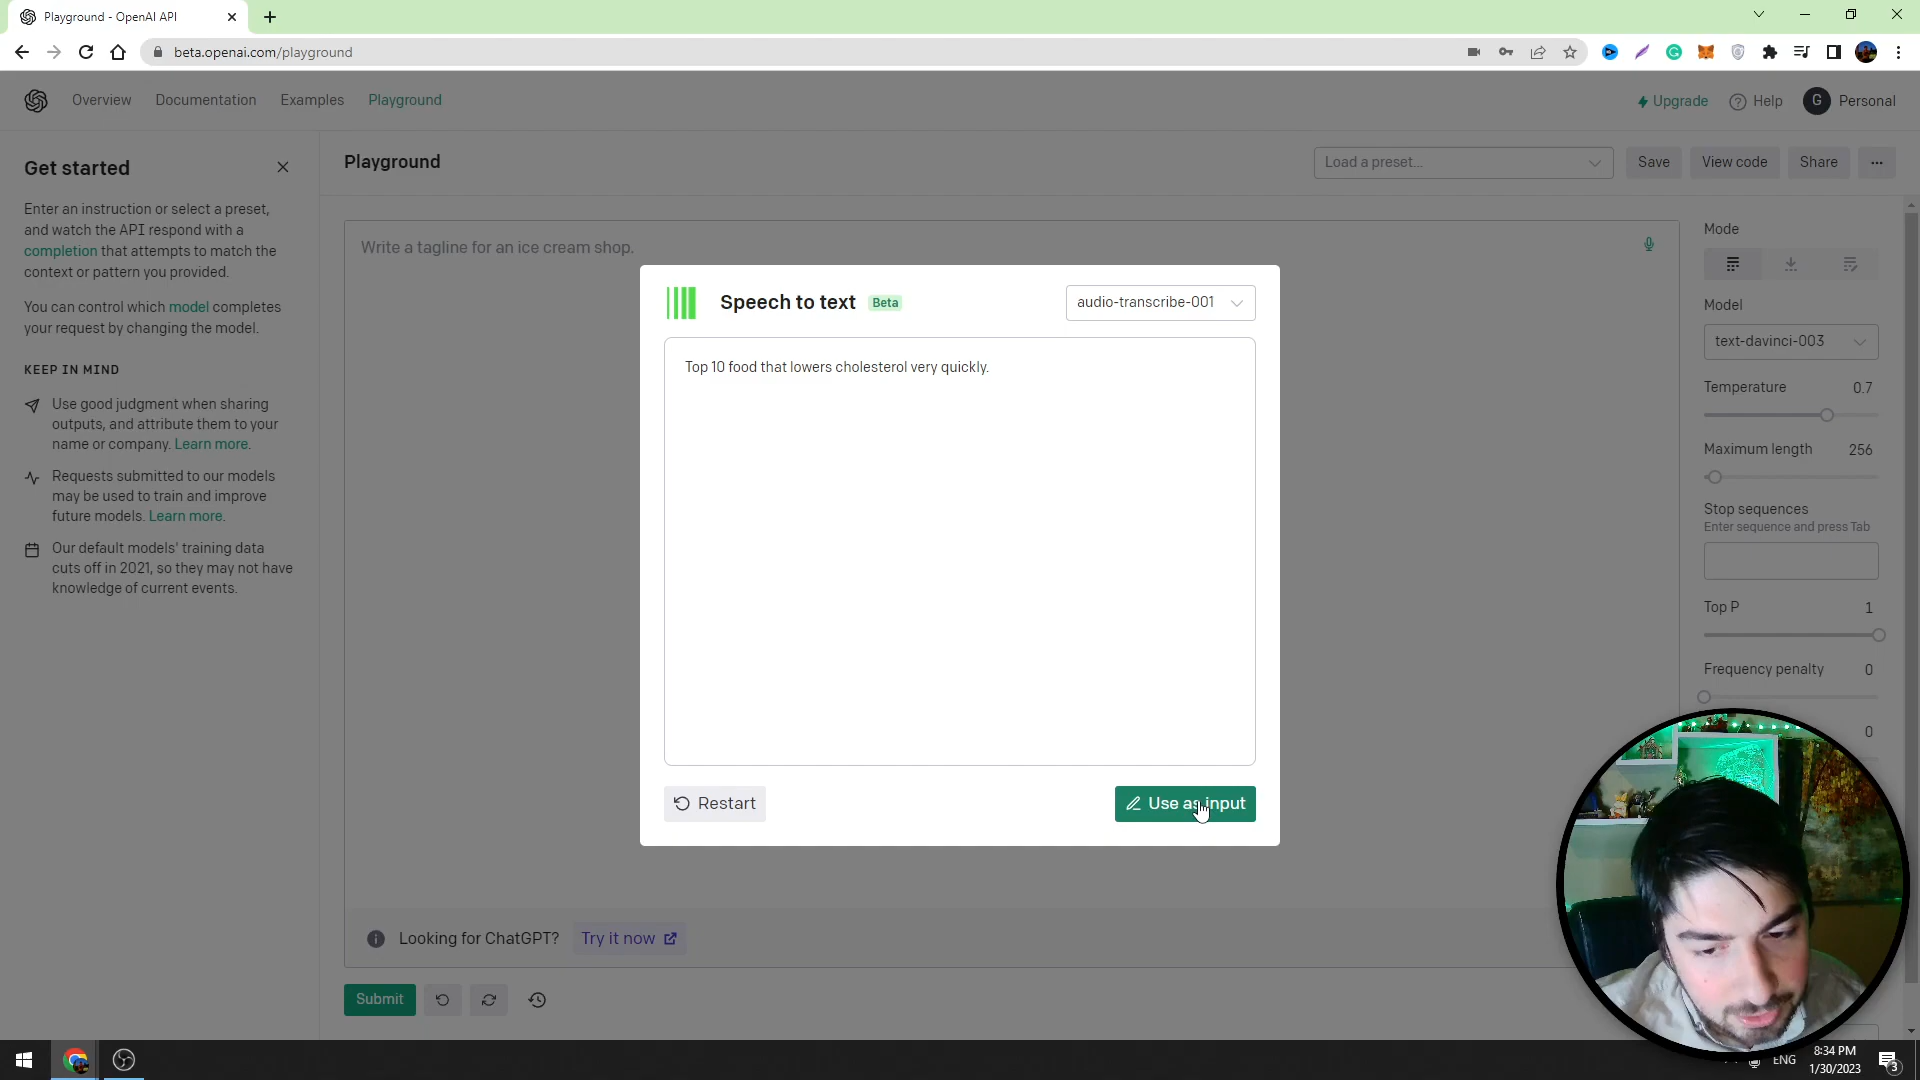 Playground - OpenAI API
beta.openai.com/playground
Overview
Documentation
Examples
Playground
Upgrade
Help
G
Personal
Get started
Enter an instruction or select a preset,
and watch the API respond with a
completion that attempts to match the
context or pattern you provided.
You can control which model completes
your request by changing the model.
KEEP IN MIND
Use good judgment when sharing
outputs, and attribute them to your
name or company. Learn more.
Requests submitted to our models
may be used to train and improve
future models. Learn more.
Our default models' training data
cuts off in 2021, so they may not have
knowledge of current events.
Playground
Load a preset...
Save
View code
Share
Write a tagline for an ice cream shop.
Speech to text
Beta
audio-transcribe-001
Top 10 food that lowers cholesterol very quickly.
Restart
Use as input
Looking for ChatGPT?
Try it now
Submit
Mode
Model
text-davinci-003
Temperature 0.7
Maximum length 256
Stop sequences
Enter sequence and press Tab
Top P 1
Frequency penalty 0
0
ENG
8:34 PM
1/30/2023
3